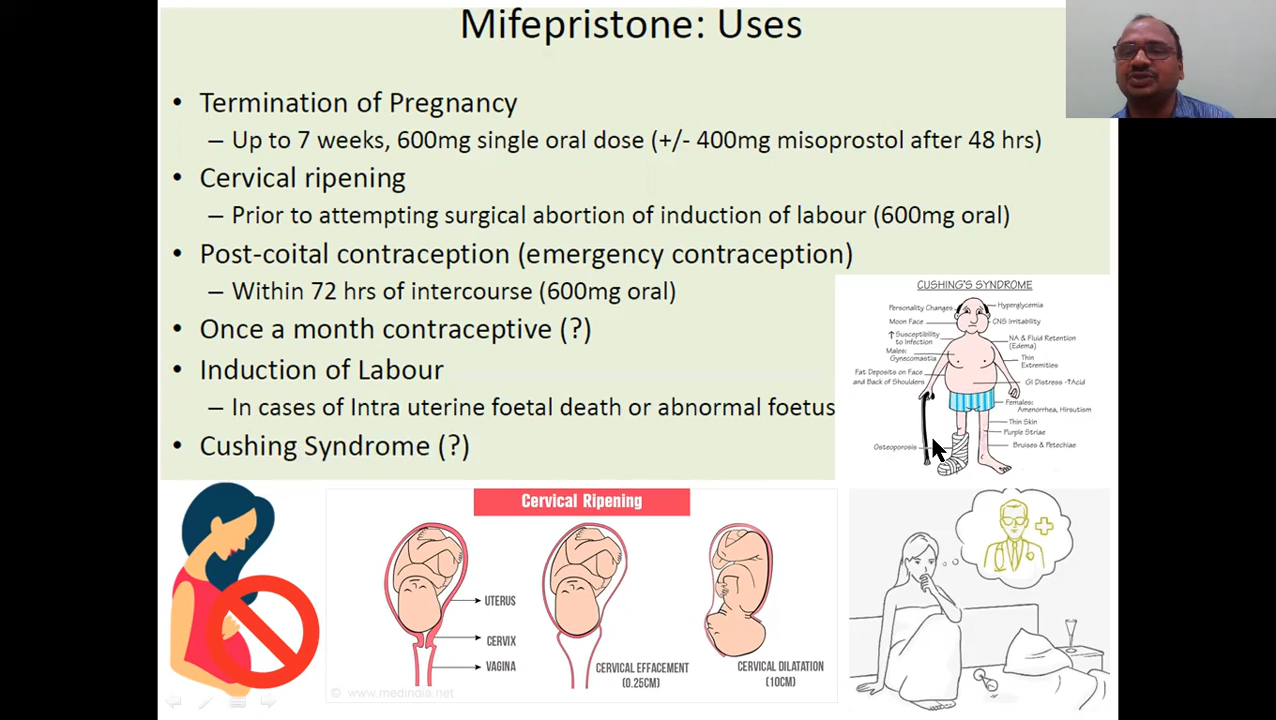 Mifepristone: Uses
• Termination of Pregnancy
– Up to 7 weeks, 600mg single oral dose (+/- 400mg misoprostol after 48 hrs)
• Cervical ripening
– Prior to attempting surgical abortion of induction of labour (600mg oral)
• Post-coital contraception (emergency contraception)
– Within 72 hrs of intercourse (600mg oral)
• Once a month contraceptive (?)
• Induction of Labour
– In cases of Intra uterine foetal death or abnormal foetus
• Cushing Syndrome (?)
CUSHING'S SYNDROME
Personality Changes
Hyperglycemia
Moon Face
CNS Irritability
↑ Susceptibility
to Infection
NA & Fluid Retention
(Edema)
Males:
Gynecomastia
Thin
Extremities
Fat Deposits on Face
and Back of Shoulders
GI Distress -↑Acid
Females:
Amenorrhea, Hirsutism
Thin Skin
Purple Striae
Osteoporosis
Bruises & Petechiae
Cervical Ripening
UTERUS
CERVIX
VAGINA
CERVICAL EFFACEMENT
(0.25CM)
CERVICAL DILATATION
(10CM)
© www.medindia.net